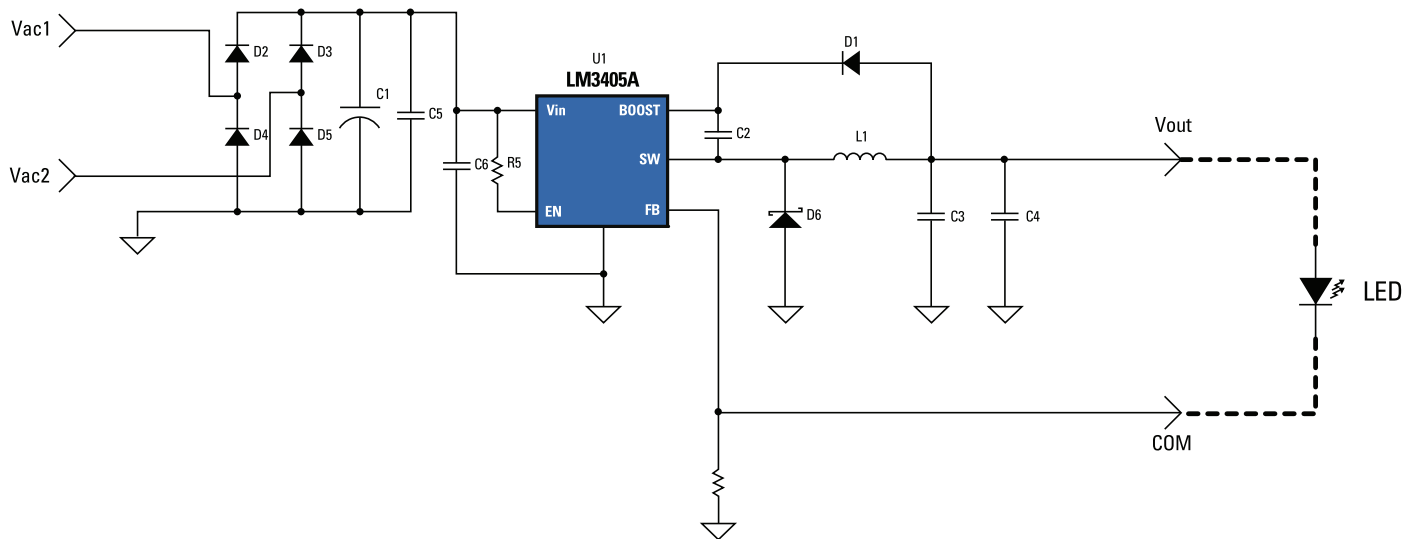 Vac1
Vac2
D2
D3
D4
D5
C1
C5
C6
R5
U1
LM3405A
Vin
BOOST
SW
EN
FB
D1
C2
L1
D6
C3
C4
Vout
LED
COM